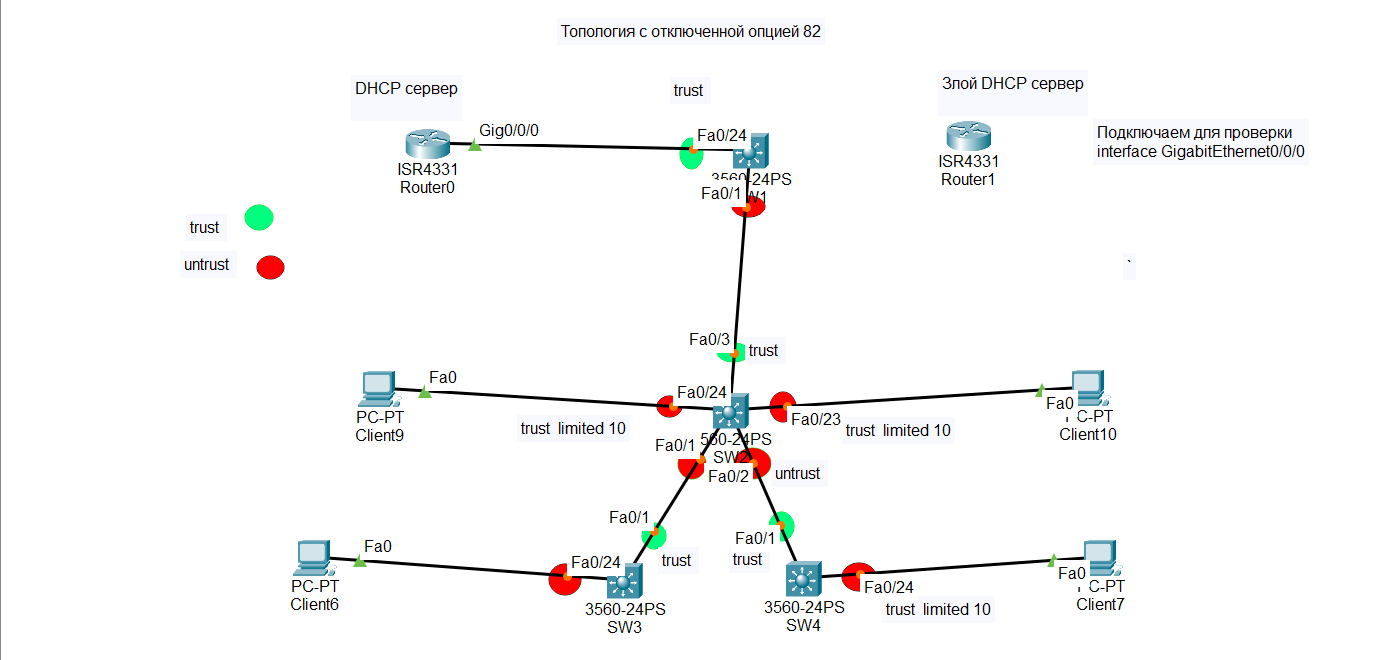 Топология с отключенной опцией 82
DHCP сервер
trust
Злой DHCP сервер
Gig0/0/0
Fa0/24
Подключаем для проверки
interface GigabitEthernet0/0/0
ISR4331
Router0
3560-24PS
W1
ISR4331
Router1
Fa0/1
trust
untrust
`
Fa0/3
trust
Fa0
Fa0/24
Fa0
PC-PT
Client9
trust limited 10
Fa0/23
trust limited 10
C-PT
Client10
560-24PS
SW2
Fa0/1
Fa0/2
untrust
Fa0/1
Fa0/1
trust
trust
Fa0
Fa0/24
Fa0
PC-PT
Client6
3560-24PS
SW3
3560-24PS
SW4
Fa0/24
trust limited 10
C-PT
Client7